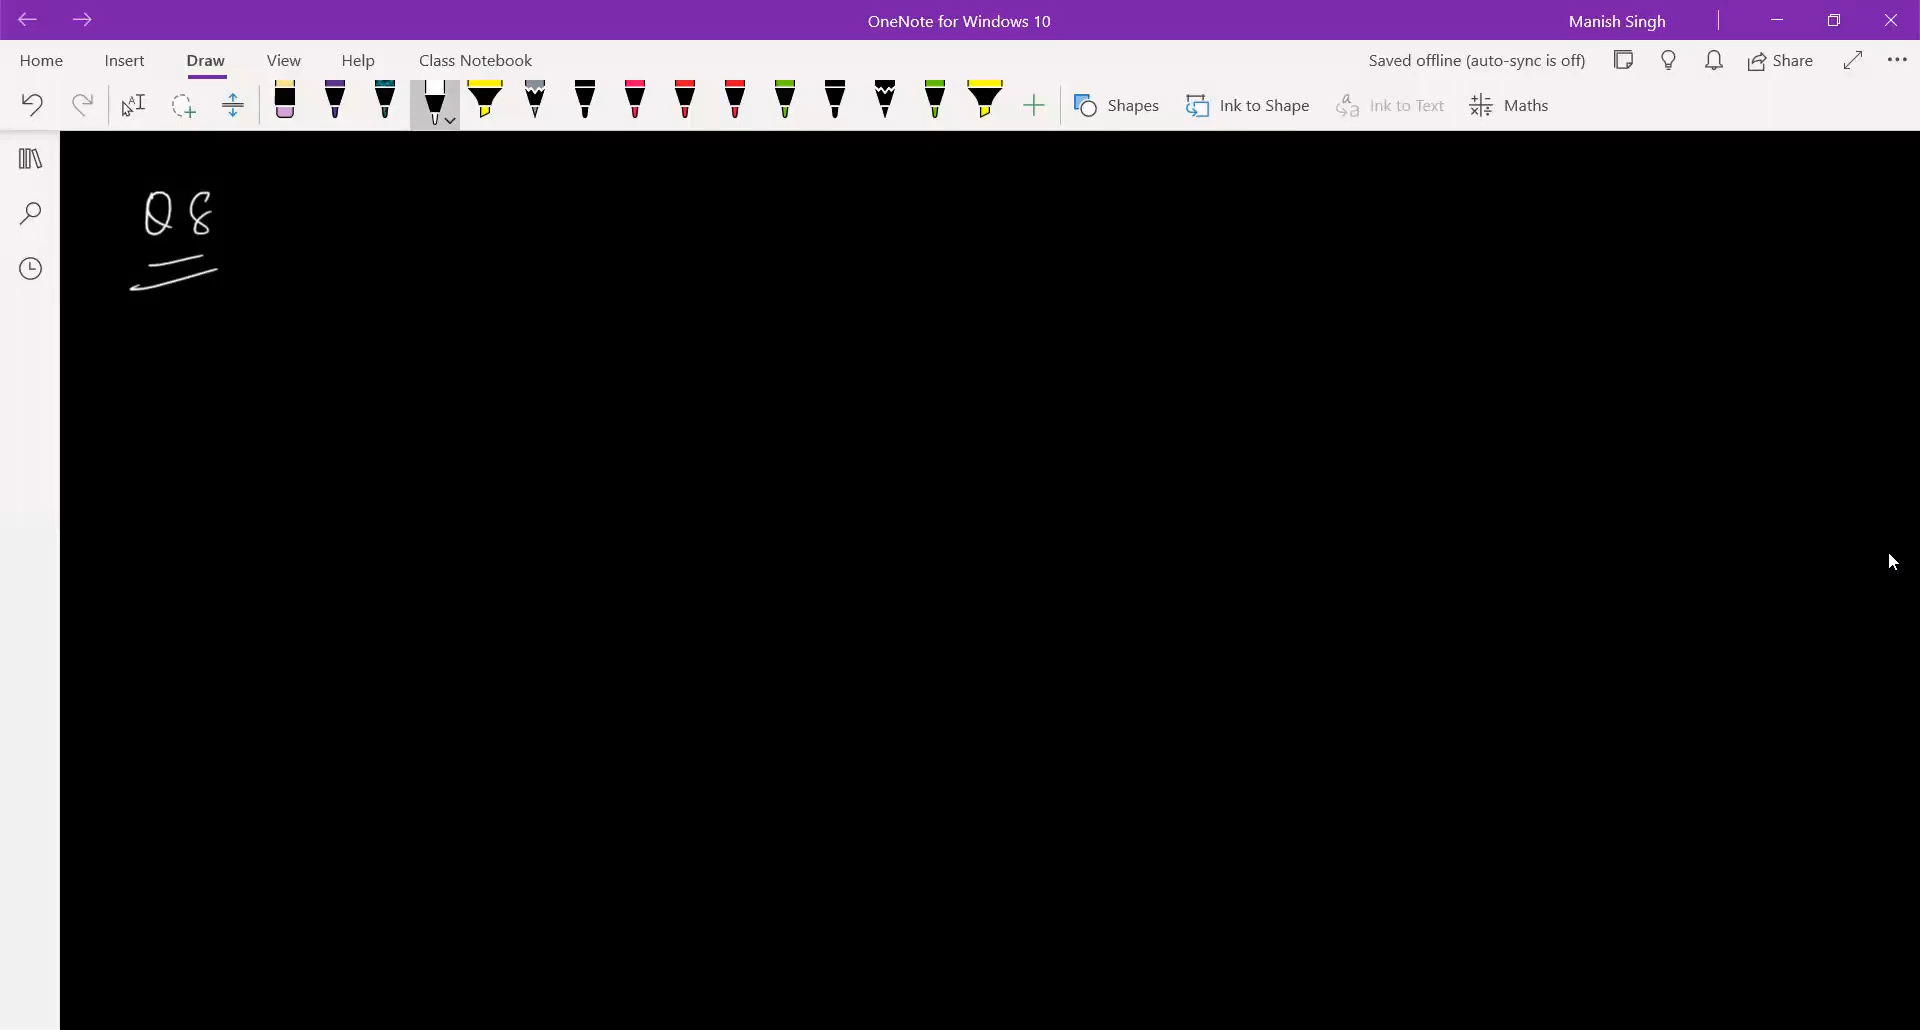 OneNote for Windows 10
Manish Singh
Home Insert Draw View Help Class Notebook
Saved offline (auto-sync is off) Share
Shapes Ink to Shape Ink to Text Maths
Q8